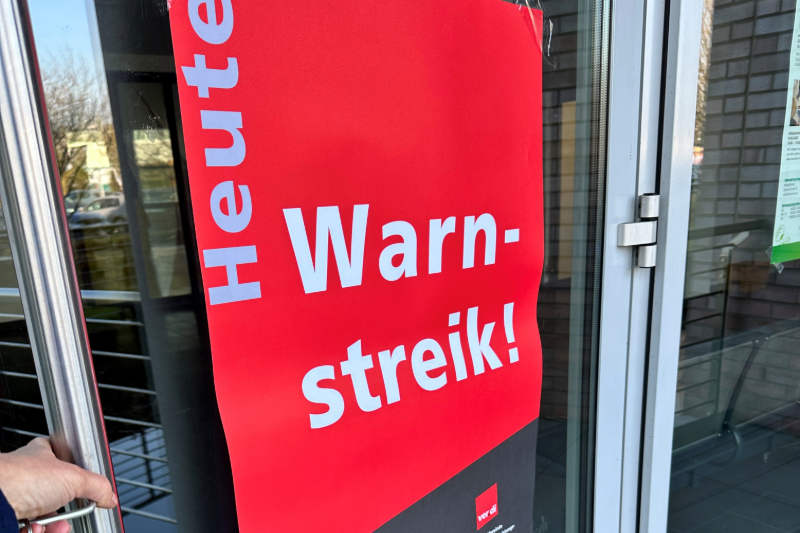 Heute
Warn-
streik!
ver.di